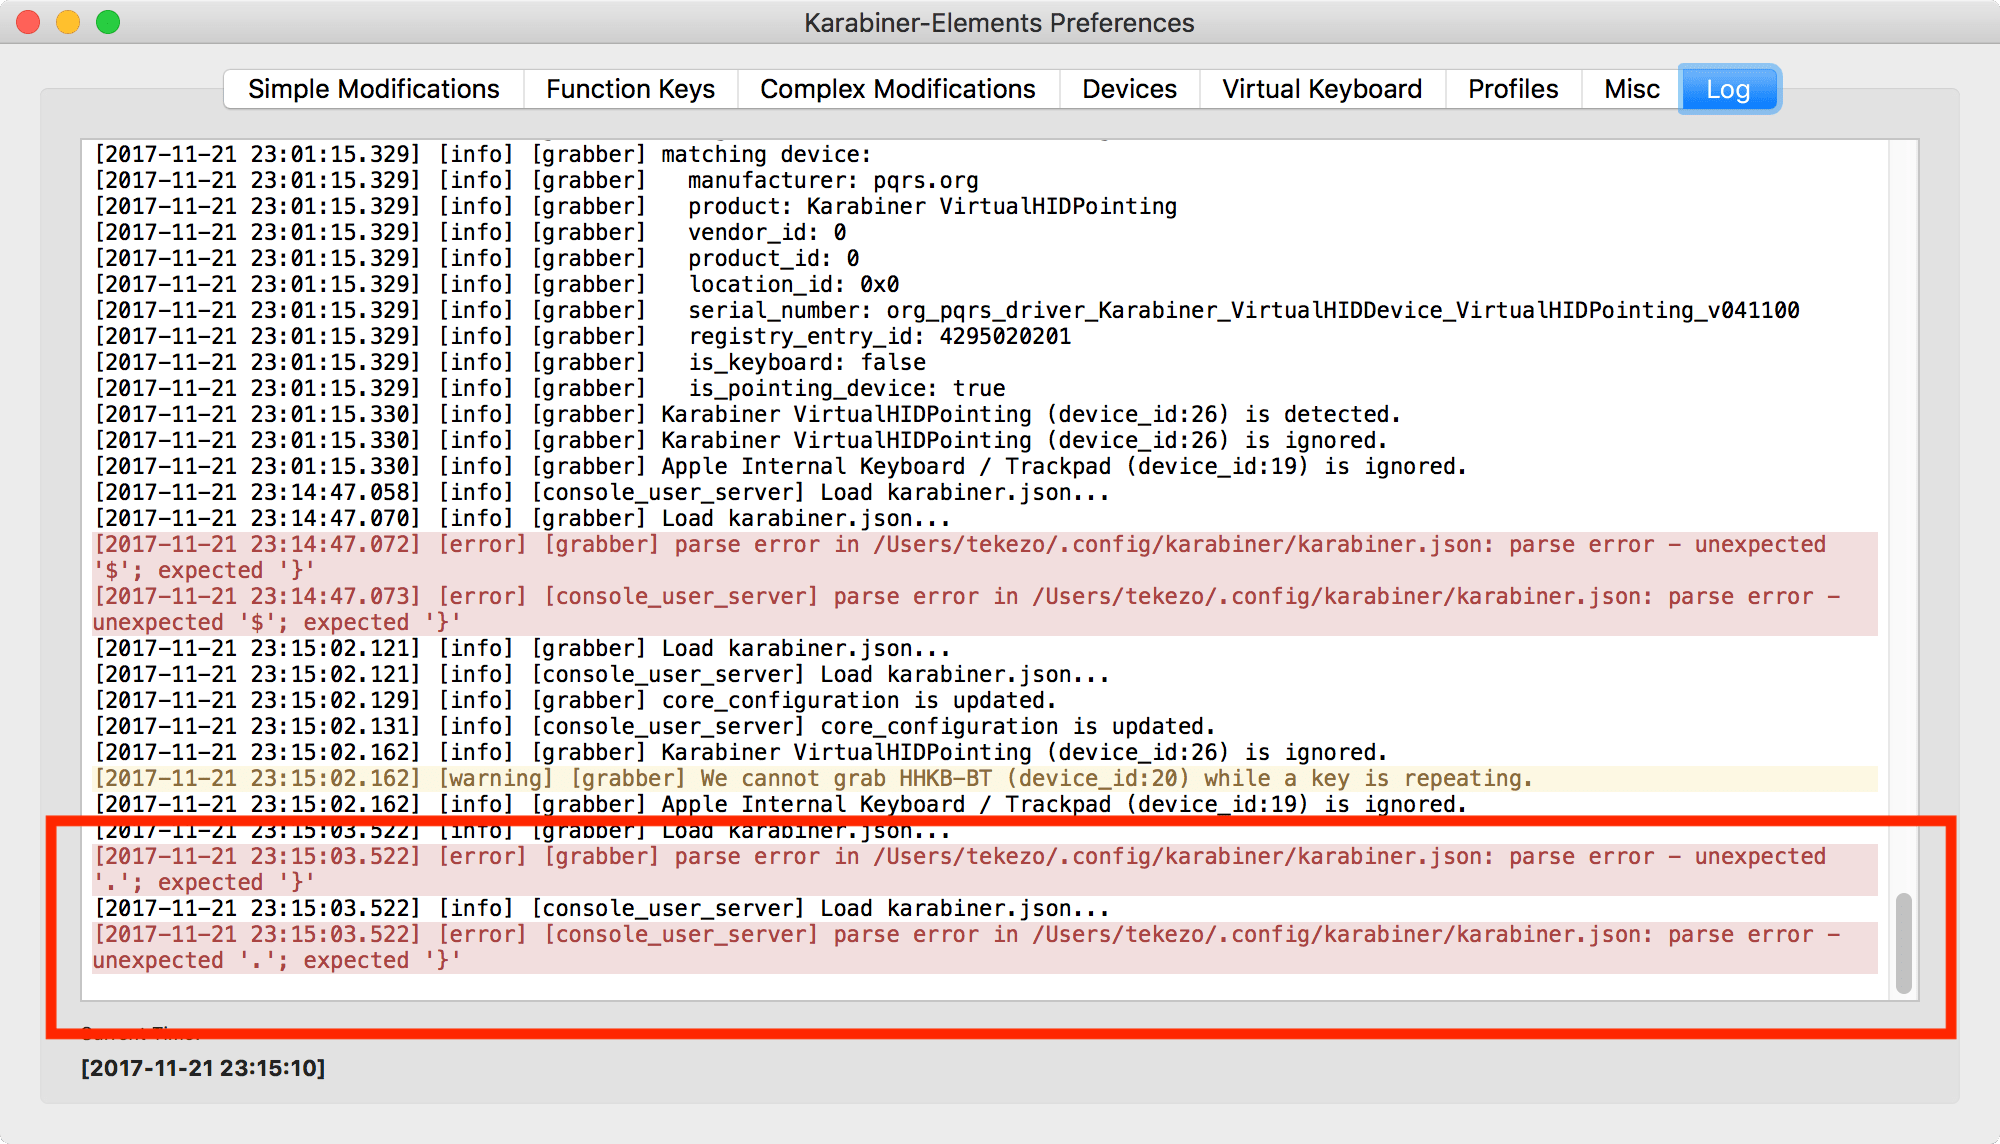 Karabiner-Elements Preferences
Simple Modifications Function Keys Complex Modifications Devices Virtual Keyboard Profiles Misc Log
[2017-11-21 23:01:15.329] [info] [grabber] matching device:
[2017-11-21 23:01:15.329] [info] [grabber]   manufacturer: pqrs.org
[2017-11-21 23:01:15.329] [info] [grabber]   product: Karabiner VirtualHIDPointing
[2017-11-21 23:01:15.329] [info] [grabber]   vendor_id: 0
[2017-11-21 23:01:15.329] [info] [grabber]   product_id: 0
[2017-11-21 23:01:15.329] [info] [grabber]   location_id: 0x0
[2017-11-21 23:01:15.329] [info] [grabber]   serial_number: org_pqrs_driver_Karabiner_VirtualHIDDevice_VirtualHIDPointing_v041100
[2017-11-21 23:01:15.329] [info] [grabber]   registry_entry_id: 4295020201
[2017-11-21 23:01:15.329] [info] [grabber]   is_keyboard: false
[2017-11-21 23:01:15.329] [info] [grabber]   is_pointing_device: true
[2017-11-21 23:01:15.330] [info] [grabber] Karabiner VirtualHIDPointing (device_id:26) is detected.
[2017-11-21 23:01:15.330] [info] [grabber] Karabiner VirtualHIDPointing (device_id:26) is ignored.
[2017-11-21 23:01:15.330] [info] [grabber] Apple Internal Keyboard / Trackpad (device_id:19) is ignored.
[2017-11-21 23:14:47.058] [info] [console_user_server] Load karabiner.json...
[2017-11-21 23:14:47.070] [info] [grabber] Load karabiner.json...
[2017-11-21 23:14:47.072] [error] [grabber] parse error in /Users/tekezo/.config/karabiner/karabiner.json: parse error - unexpected
'$'; expected '}'
[2017-11-21 23:14:47.073] [error] [console_user_server] parse error in /Users/tekezo/.config/karabiner/karabiner.json: parse error -
unexpected '$'; expected '}'
[2017-11-21 23:15:02.121] [info] [grabber] Load karabiner.json...
[2017-11-21 23:15:02.121] [info] [console_user_server] Load karabiner.json...
[2017-11-21 23:15:02.129] [info] [grabber] core_configuration is updated.
[2017-11-21 23:15:02.131] [info] [console_user_server] core_configuration is updated.
[2017-11-21 23:15:02.162] [info] [grabber] Karabiner VirtualHIDPointing (device_id:26) is ignored.
[2017-11-21 23:15:02.162] [warning] [grabber] We cannot grab HHKB-BT (device_id:20) while a key is repeating.
[2017-11-21 23:15:02.162] [info] [grabber] Apple Internal Keyboard / Trackpad (device_id:19) is ignored.
[2017-11-21 23:15:03.522] [info] [grabber] Load karabiner.json...
[2017-11-21 23:15:03.522] [error] [grabber] parse error in /Users/tekezo/.config/karabiner/karabiner.json: parse error - unexpected
'.'; expected '}'
[2017-11-21 23:15:03.522] [info] [console_user_server] Load karabiner.json...
[2017-11-21 23:15:03.522] [error] [console_user_server] parse error in /Users/tekezo/.config/karabiner/karabiner.json: parse error -
unexpected '.'; expected '}'
Current Time:
[2017-11-21 23:15:10]